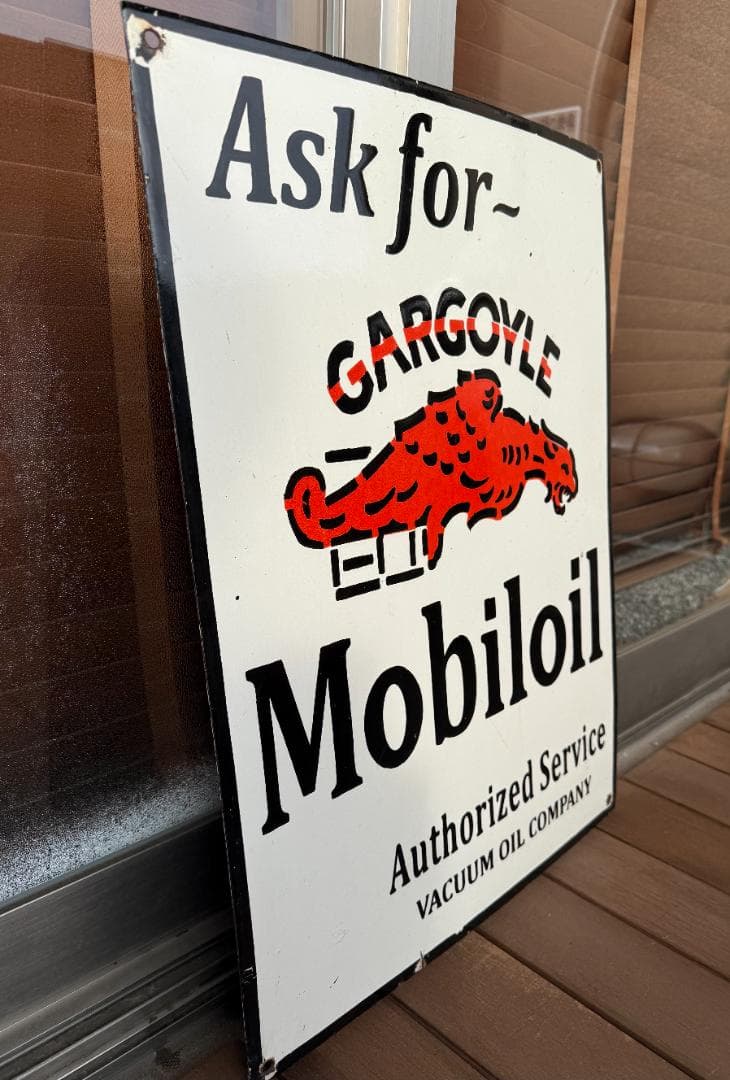 Ask for~
GARGOYLE
Mobiloil
Authorized Service
VACUUM OIL COMPANY